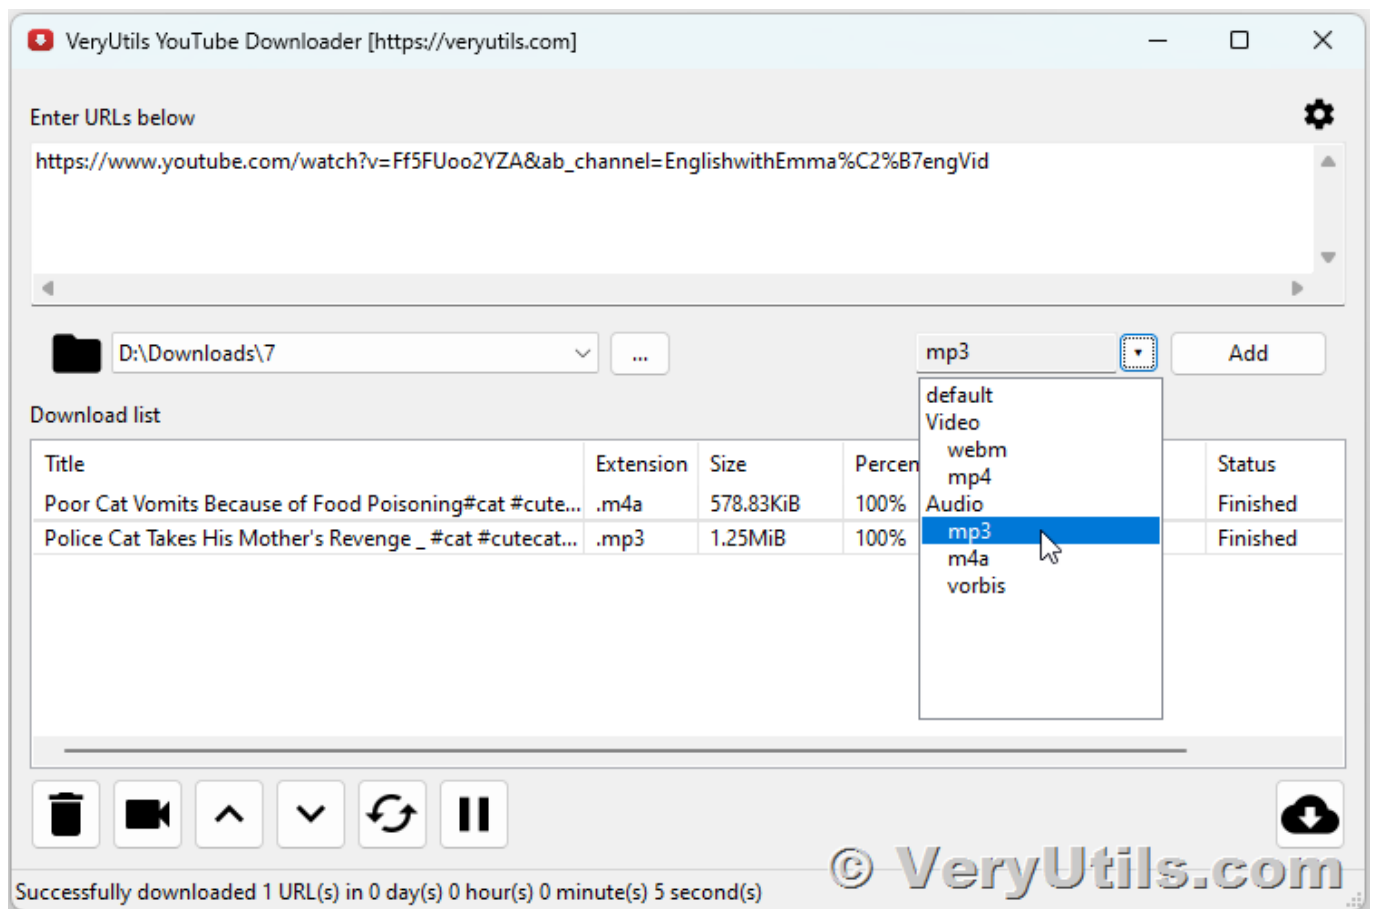 VeryUtils YouTube Downloader [https://veryutils.com]
Enter URLs below
https://www.youtube.com/watch?v=Ff5FUoo2YZA&ab_channel=EnglishwithEmma%C2%B7engVid
D:\Downloads\7
...
mp3
Add
default
Download list
Video
Title Extension Size Percen Status
webm
mp4
Poor Cat Vomits Because of Food Poisoning#cat #cute... .m4a 578.83KiB 100% Finished
Audio
Police Cat Takes His Mother's Revenge _ #cat #cutecat... .mp3 1.25MiB 100% Finished
mp3
m4a
vorbis
© VeryUtils.com
Successfully downloaded 1 URL(s) in 0 day(s) 0 hour(s) 0 minute(s) 5 second(s)